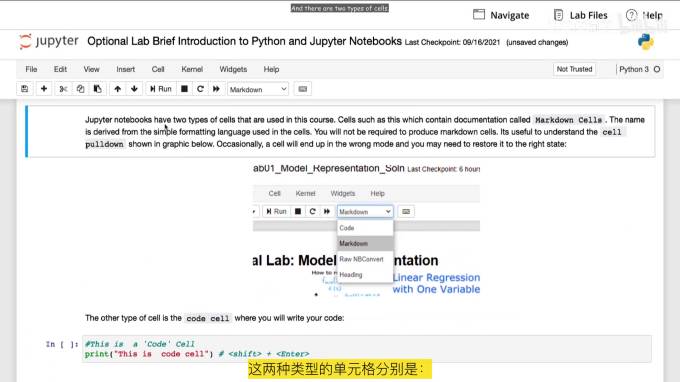 And there are two types of cells
Navigate Lab Files Help
jupyter Optional Lab Brief Introduction to Python and Jupyter Notebooks Last Checkpoint: 09/16/2021 (unsaved changes)
File Edit View Insert Cell Kernel Widgets Help Not Trusted Python 3
Run Markdown
Jupyter notebooks have two types of cells that are used in this course. Cells such as this which contain documentation called Markdown Cells. The name
is derived from the simple formatting language used in the cells. You will not be required to produce markdown cells. Its useful to understand the cell
pulldown shown in graphic below. Occasionally, a cell will end up in the wrong mode and you may need to restore it to the right state:
ab01_Model_Representation_Soln Last Checkpoint: 6 hours
Cell Kernel Widgets Help
Run Markdown
Code
Markdown
Raw NBConvert
Heading
al Lab: Model
entation
Linear Regression
with One Variable
The other type of cell is the code cell where you will write your code:
In [ ]: #This is a 'Code' Cell
print("This is code cell") # <shift> + <Enter>
这两种类型的单元格分别是：